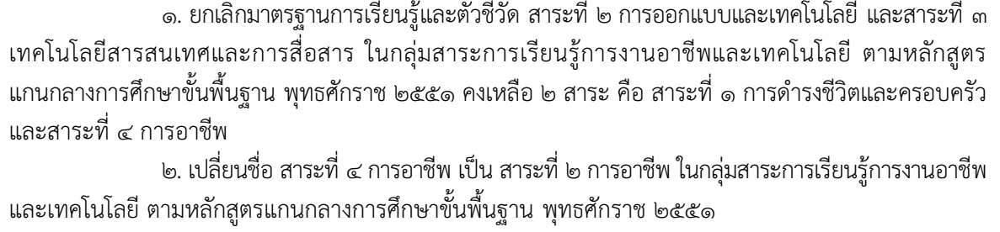 ๑. ยกเลิกมาตรฐานการเรียนรู้และตัวชี้วัด สาระที่ ๒ การออกแบบและเทคโนโลยี และสาระที่ ๓
เทคโนโลยีสารสนเทศและการสื่อสาร ในกลุ่มสาระการเรียนรู้การงานอาชีพและเทคโนโลยี ตามหลักสูตร
แกนกลางการศึกษาขั้นพื้นฐาน พุทธศักราช ๒๕๕๑ คงเหลือ ๒ สาระ คือ สาระที่ ๑ การดำรงชีวิตและครอบครัว
และสาระที่ ๔ การอาชีพ
๒. เปลี่ยนชื่อ สาระที่ ๔ การอาชีพ เป็น สาระที่ ๒ การอาชีพ ในกลุ่มสาระการเรียนรู้การงานอาชีพ
และเทคโนโลยี ตามหลักสูตรแกนกลางการศึกษาขั้นพื้นฐาน พุทธศักราช ๒๕๕๑